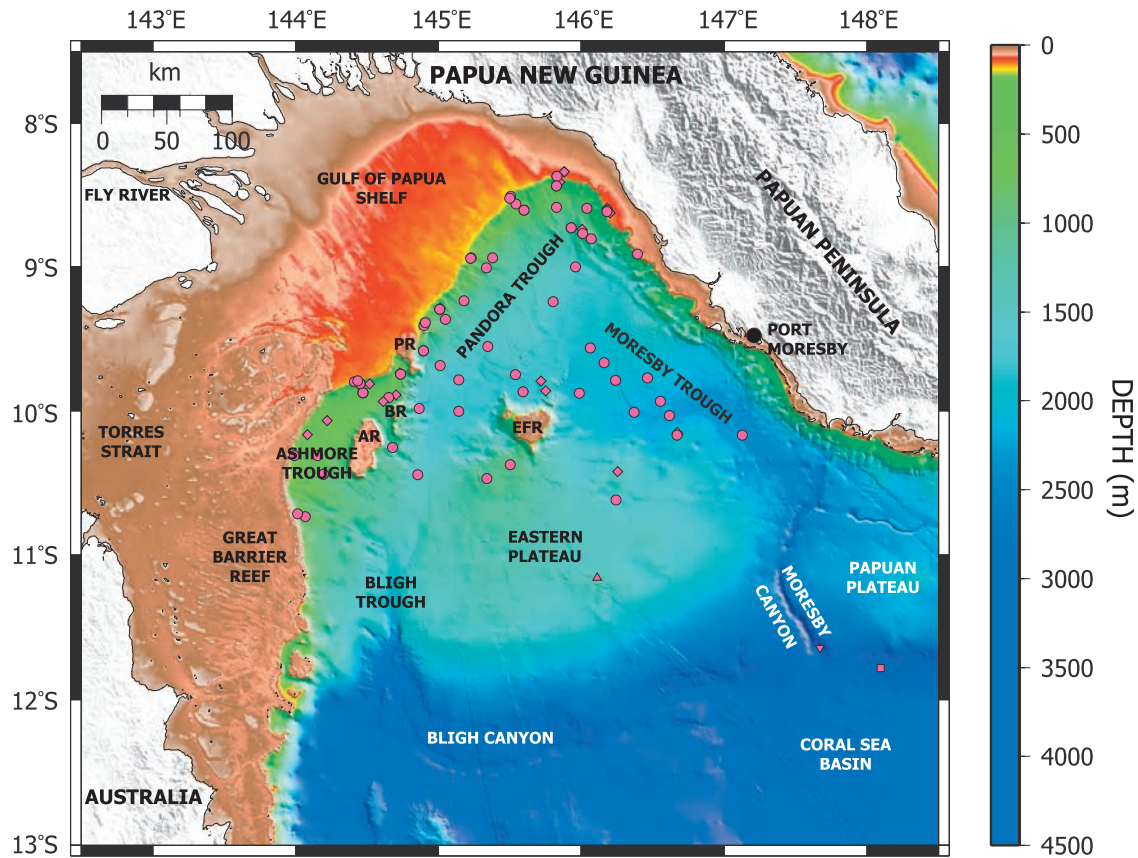 143°E
144°E
145°E
146°E
147°E
148°E
km
0
50
100
PAPUA NEW GUINEA
8°S
FLY RIVER
GULF OF PAPUA
SHELF
PAPUAN PENINSULA
9°S
PANDORA TROUGH
PR
MORESBY TROUGH
PORT
MORESBY
10°S
BR
TORRES
STRAIT
AR
EFR
ASHMORE
TROUGH
11°S
GREAT
BARRIER
REEF
EASTERN
PLATEAU
BLIGH
TROUGH
PAPUAN
PLATEAU
MORESBY
CANYON
12°S
BLIGH CANYON
CORAL SEA
BASIN
AUSTRALIA
13°S
0
500
1000
1500
2000
2500
3000
3500
4000
4500
DEPTH (m)